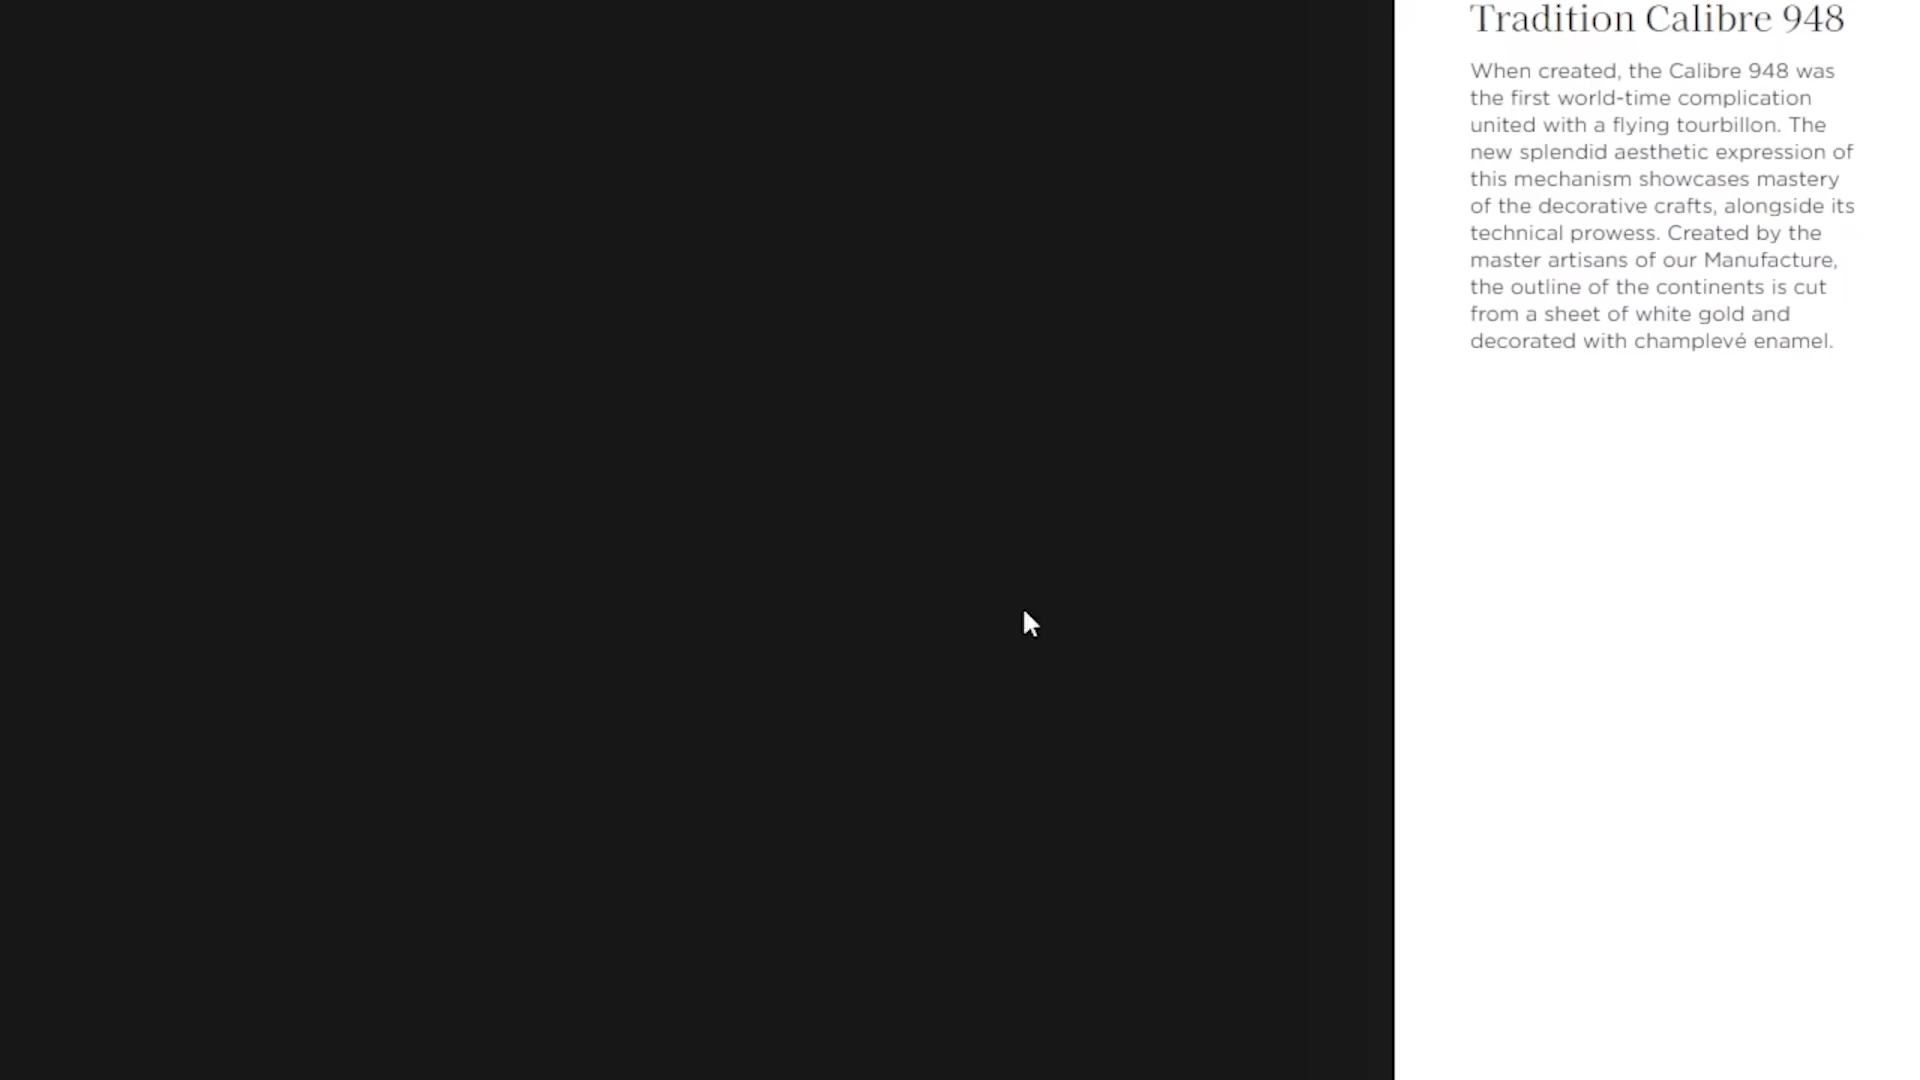 Tradition Calibre 948
When created, the Calibre 948 was
the first world-time complication
united with a flying tourbillon. The
new splendid aesthetic expression of
this mechanism showcases mastery
of the decorative crafts, alongside its
technical prowess. Created by the
master artisans of our Manufacture,
the outline of the continents is cut
from a sheet of white gold and
decorated with champlevé enamel.